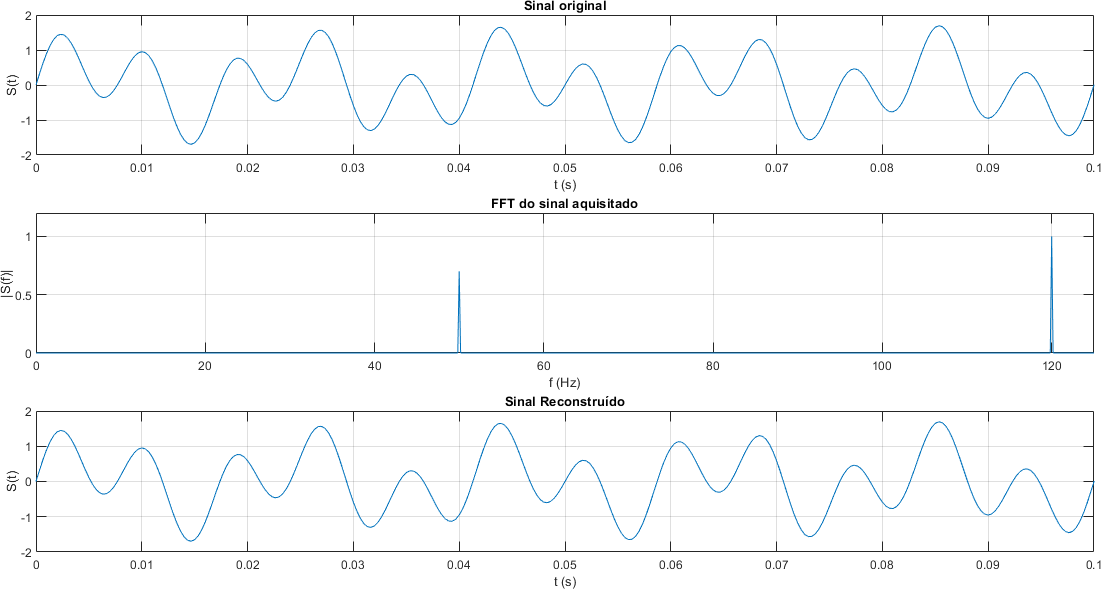 Sinal original
2
1
0
-1
-2
S(t)
0 0.01 0.02 0.03 0.04 0.05 0.06 0.07 0.08 0.09 0.1
t (s)
FFT do sinal aquisitado
1
0.5
0
|S(f)|
0 20 40 60 80 100 120
f (Hz)
Sinal Reconstruído
2
1
0
-1
-2
S(t)
0 0.01 0.02 0.03 0.04 0.05 0.06 0.07 0.08 0.09 0.1
t (s)